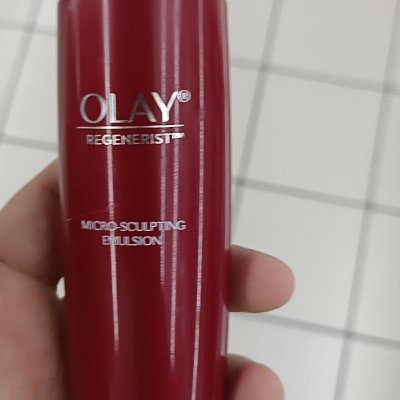 OLAY®
REGENERIST™
MICRO-SCULPTING
EMULSION